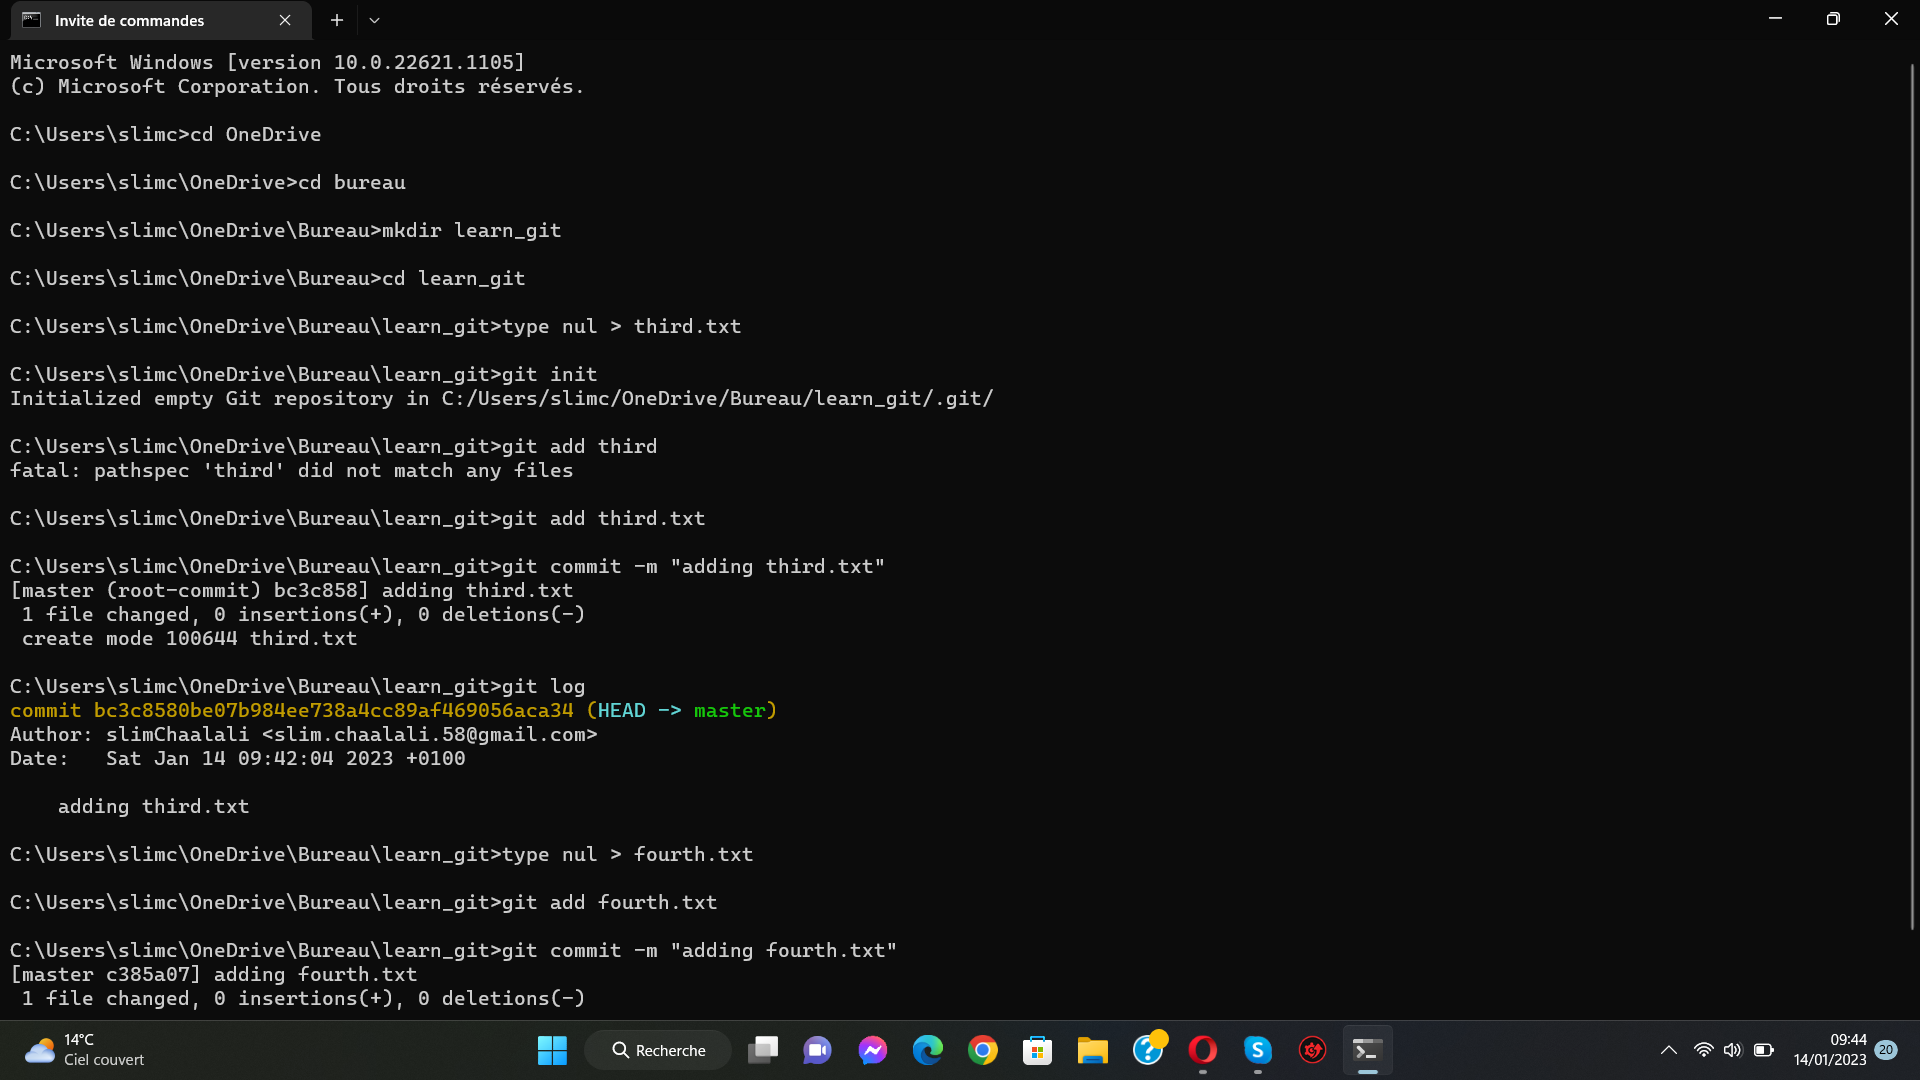 Invite de commandes
Microsoft Windows [version 10.0.22621.1105]
(c) Microsoft Corporation. Tous droits réservés.
C:\Users\slimc>cd OneDrive
C:\Users\slimc\OneDrive>cd bureau
C:\Users\slimc\OneDrive\Bureau>mkdir learn_git
C:\Users\slimc\OneDrive\Bureau>cd learn_git
C:\Users\slimc\OneDrive\Bureau\learn_git>type nul > third.txt
C:\Users\slimc\OneDrive\Bureau\learn_git>git init
Initialized empty Git repository in C:/Users/slimc/OneDrive/Bureau/learn_git/.git/
C:\Users\slimc\OneDrive\Bureau\learn_git>git add third
fatal: pathspec 'third' did not match any files
C:\Users\slimc\OneDrive\Bureau\learn_git>git add third.txt
C:\Users\slimc\OneDrive\Bureau\learn_git>git commit -m "adding third.txt"
[master (root-commit) bc3c858] adding third.txt
 1 file changed, 0 insertions(+), 0 deletions(-)
 create mode 100644 third.txt
C:\Users\slimc\OneDrive\Bureau\learn_git>git log
commit bc3c8580be07b984ee738a4cc89af469056aca34 (HEAD -> master)
Author: slimChaalali <slim.chaalali.58@gmail.com>
Date:   Sat Jan 14 09:42:04 2023 +0100
    adding third.txt
C:\Users\slimc\OneDrive\Bureau\learn_git>type nul > fourth.txt
C:\Users\slimc\OneDrive\Bureau\learn_git>git add fourth.txt
C:\Users\slimc\OneDrive\Bureau\learn_git>git commit -m "adding fourth.txt"
[master c385a07] adding fourth.txt
 1 file changed, 0 insertions(+), 0 deletions(-)
14°C
Ciel couvert
Recherche
09:44
14/01/2023
20